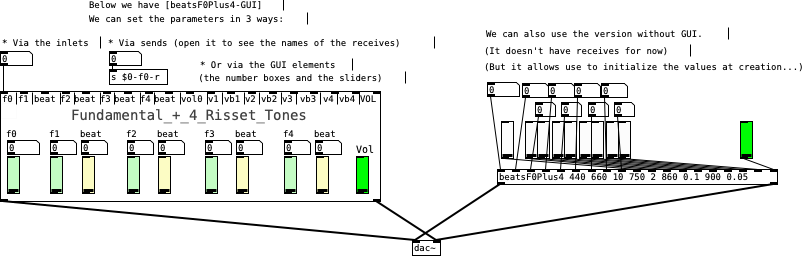 Below we have [beatsF0Plus4-GUI]
We can set the parameters in 3 ways:
* Via the inlets
* Via sends (open it to see the names of the receives)
0
0
s $0-f0-r
* Or via the GUI elements
(the number boxes and the sliders)
f0 f1 beat f2 beat f3 beat f4 beat vol0 v1 vb1 v2 vb2 v3 vb3 v4 vb4 VOL
Fundamental_+_4_Risset_Tones
f0 f1 beat f2 beat f3 beat f4 beat
0 0 0 0 0 0 0 0 0
Vol
We can also use the version without GUI.
(It doesn't have receives for now)
(But it allows use to initialize the values at creation...)
0 0 0 0 0
0 0 0 0
beatsF0Plus4 440 660 10 750 2 860 0.1 900 0.05
dac~